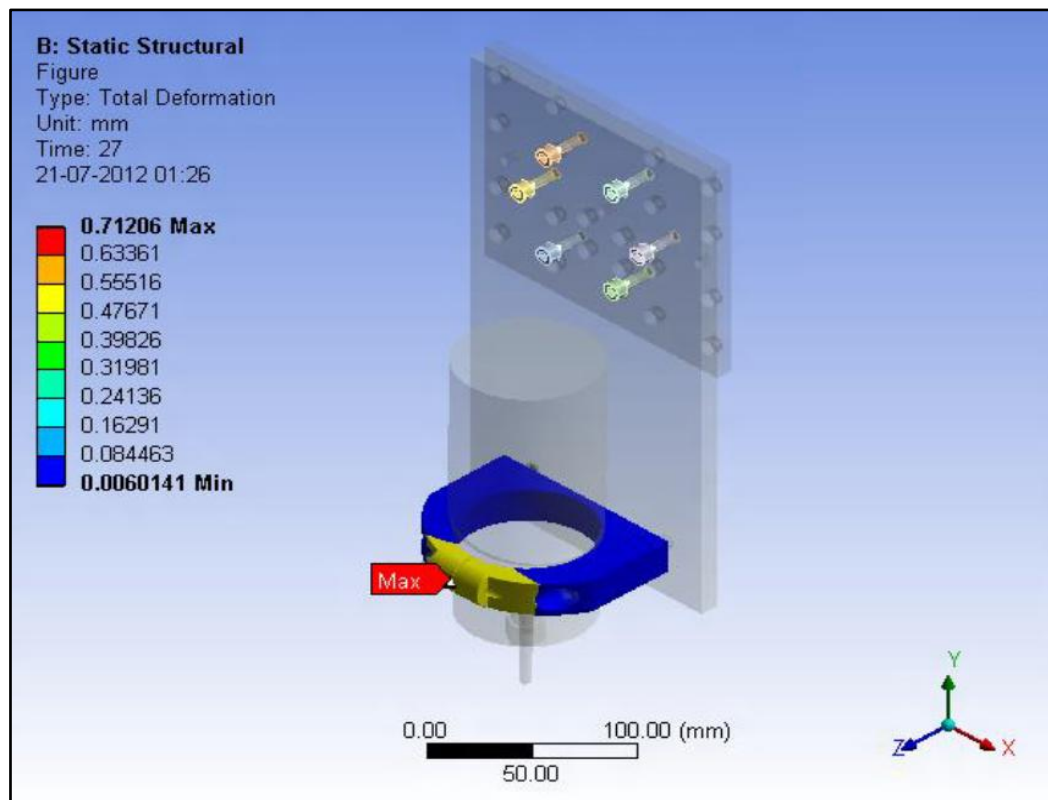 B: Static Structural
Figure
Type: Total Deformation
Unit: mm
Time: 27
21-07-2012 01:26
0.71206 Max
0.63361
0.55516
0.47671
0.39826
0.31981
0.24136
0.16291
0.084463
0.0060141 Min
Max
0.00 100.00 (mm)
50.00
Y
Z X